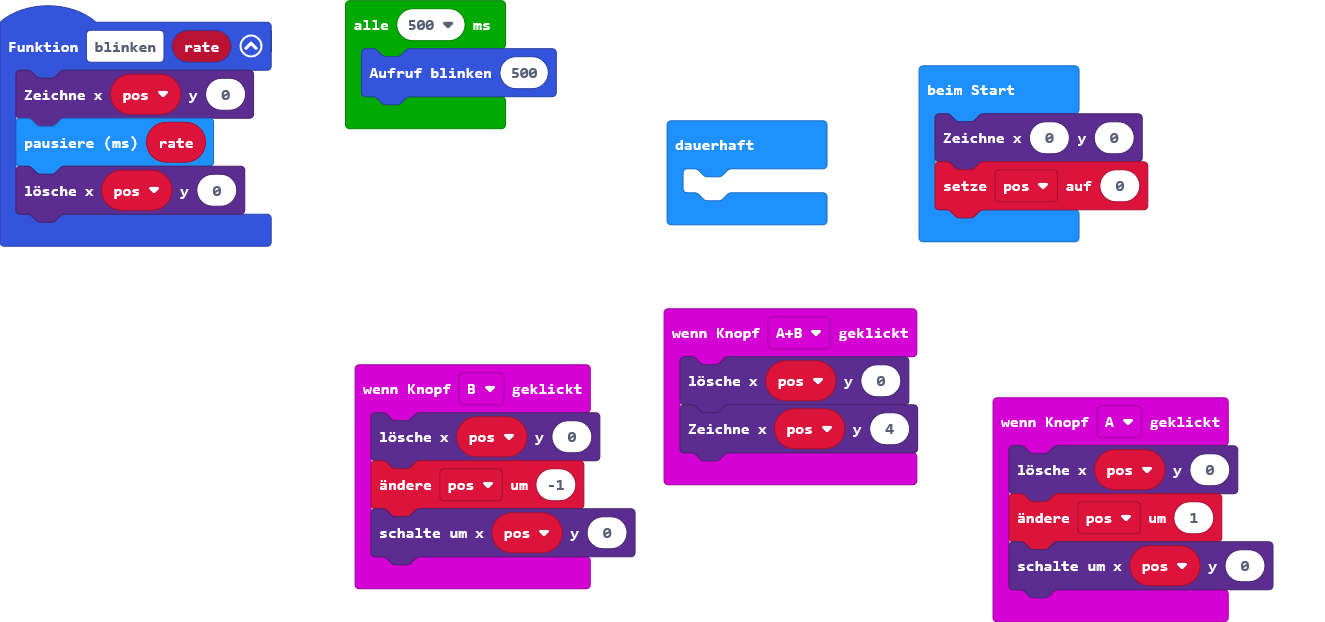 Funktion blinken rate
Zeichne x pos y 0
pausiere (ms) rate
lösche x pos y 0
alle 500 ms
Aufruf blinken 500
dauerhaft
beim Start
Zeichne x 0 y 0
setze pos auf 0
wenn Knopf B geklickt
lösche x pos y 0
ändere pos um -1
schalte um x pos y 0
wenn Knopf A+B geklickt
lösche x pos y 0
Zeichne x pos y 4
wenn Knopf A geklickt
lösche x pos y 0
ändere pos um 1
schalte um x pos y 0